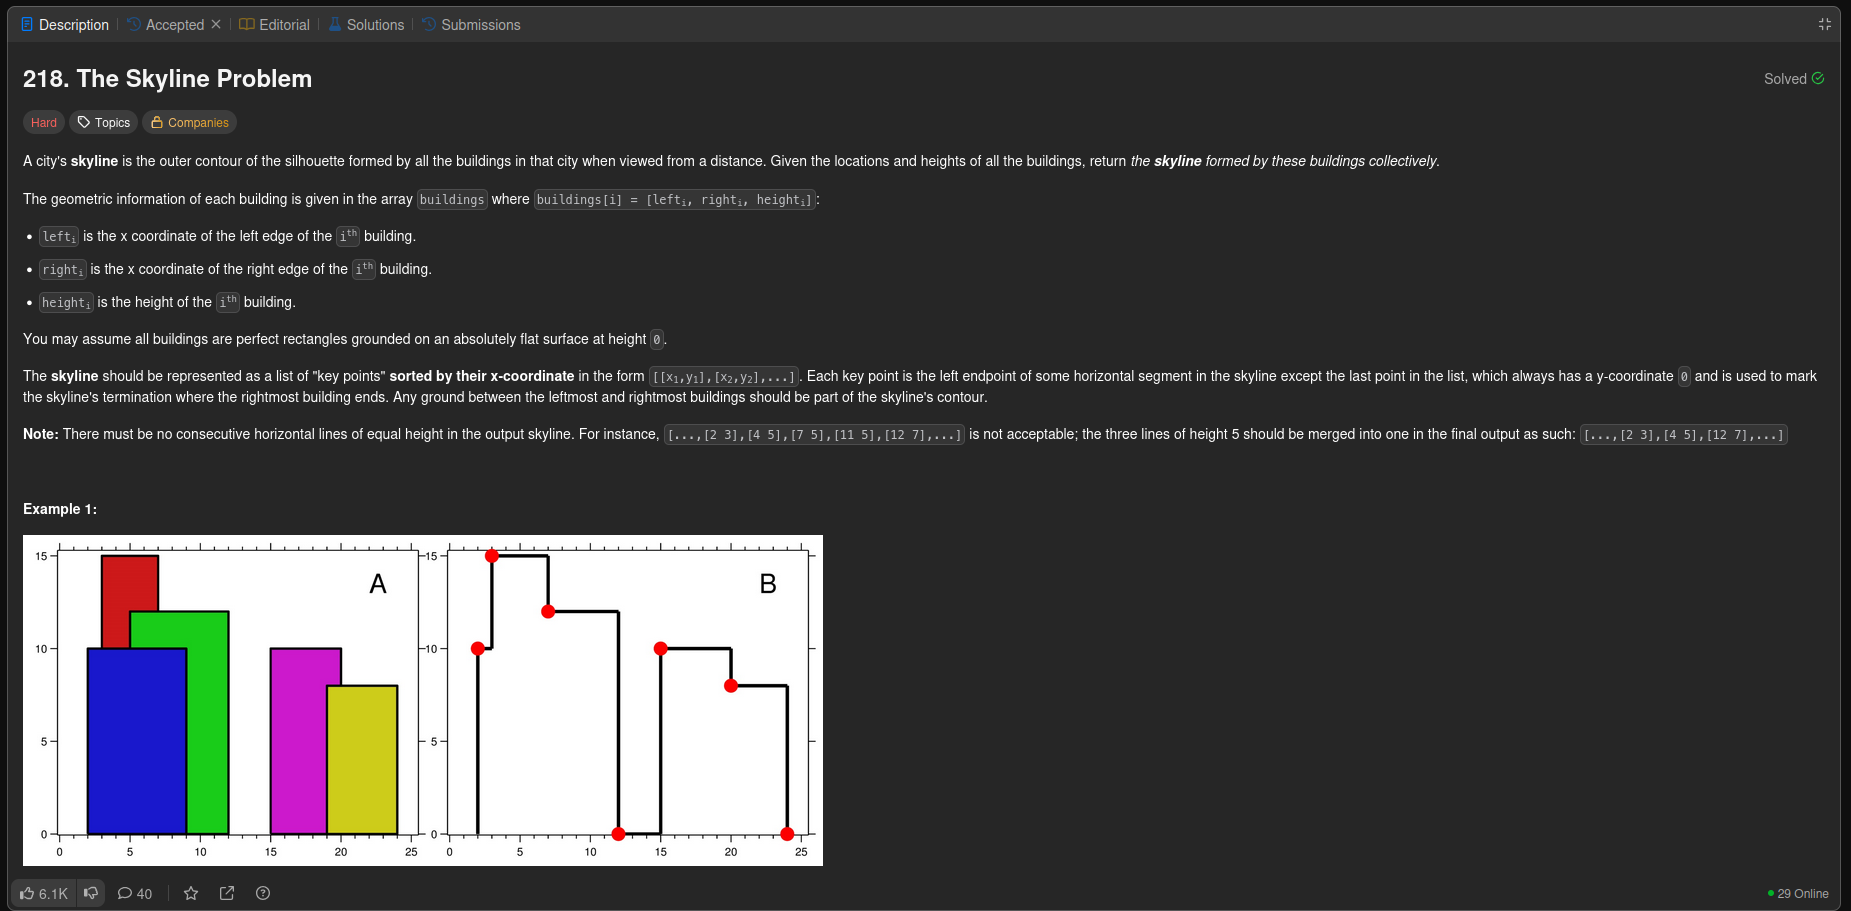 Description Accepted Editorial Solutions Submissions
218. The Skyline Problem
Solved
Hard Topics Companies
A city's skyline is the outer contour of the silhouette formed by all the buildings in that city when viewed from a distance. Given the locations and heights of all the buildings, return the skyline formed by these buildings collectively.
The geometric information of each building is given in the array buildings where buildings[i] = [lefti, righti, heighti]:
• lefti is the x coordinate of the left edge of the ith building.
• righti is the x coordinate of the right edge of the ith building.
• heighti is the height of the ith building.
You may assume all buildings are perfect rectangles grounded on an absolutely flat surface at height 0.
The skyline should be represented as a list of "key points" sorted by their x-coordinate in the form [[x1,y1],[x2,y2],...]. Each key point is the left endpoint of some horizontal segment in the skyline except the last point in the list, which always has a y-coordinate 0 and is used to mark
the skyline's termination where the rightmost building ends. Any ground between the leftmost and rightmost buildings should be part of the skyline's contour.
Note: There must be no consecutive horizontal lines of equal height in the output skyline. For instance, [...,[2 3],[4 5],[7 5],[11 5],[12 7],...] is not acceptable; the three lines of height 5 should be merged into one in the final output as such: [...,[2 3],[4 5],[12 7],...]
Example 1:
15
10
5
0
A
0 5 10 15 20 25
15
10
5
0
B
0 5 10 15 20 25
6.1K 40
29 Online